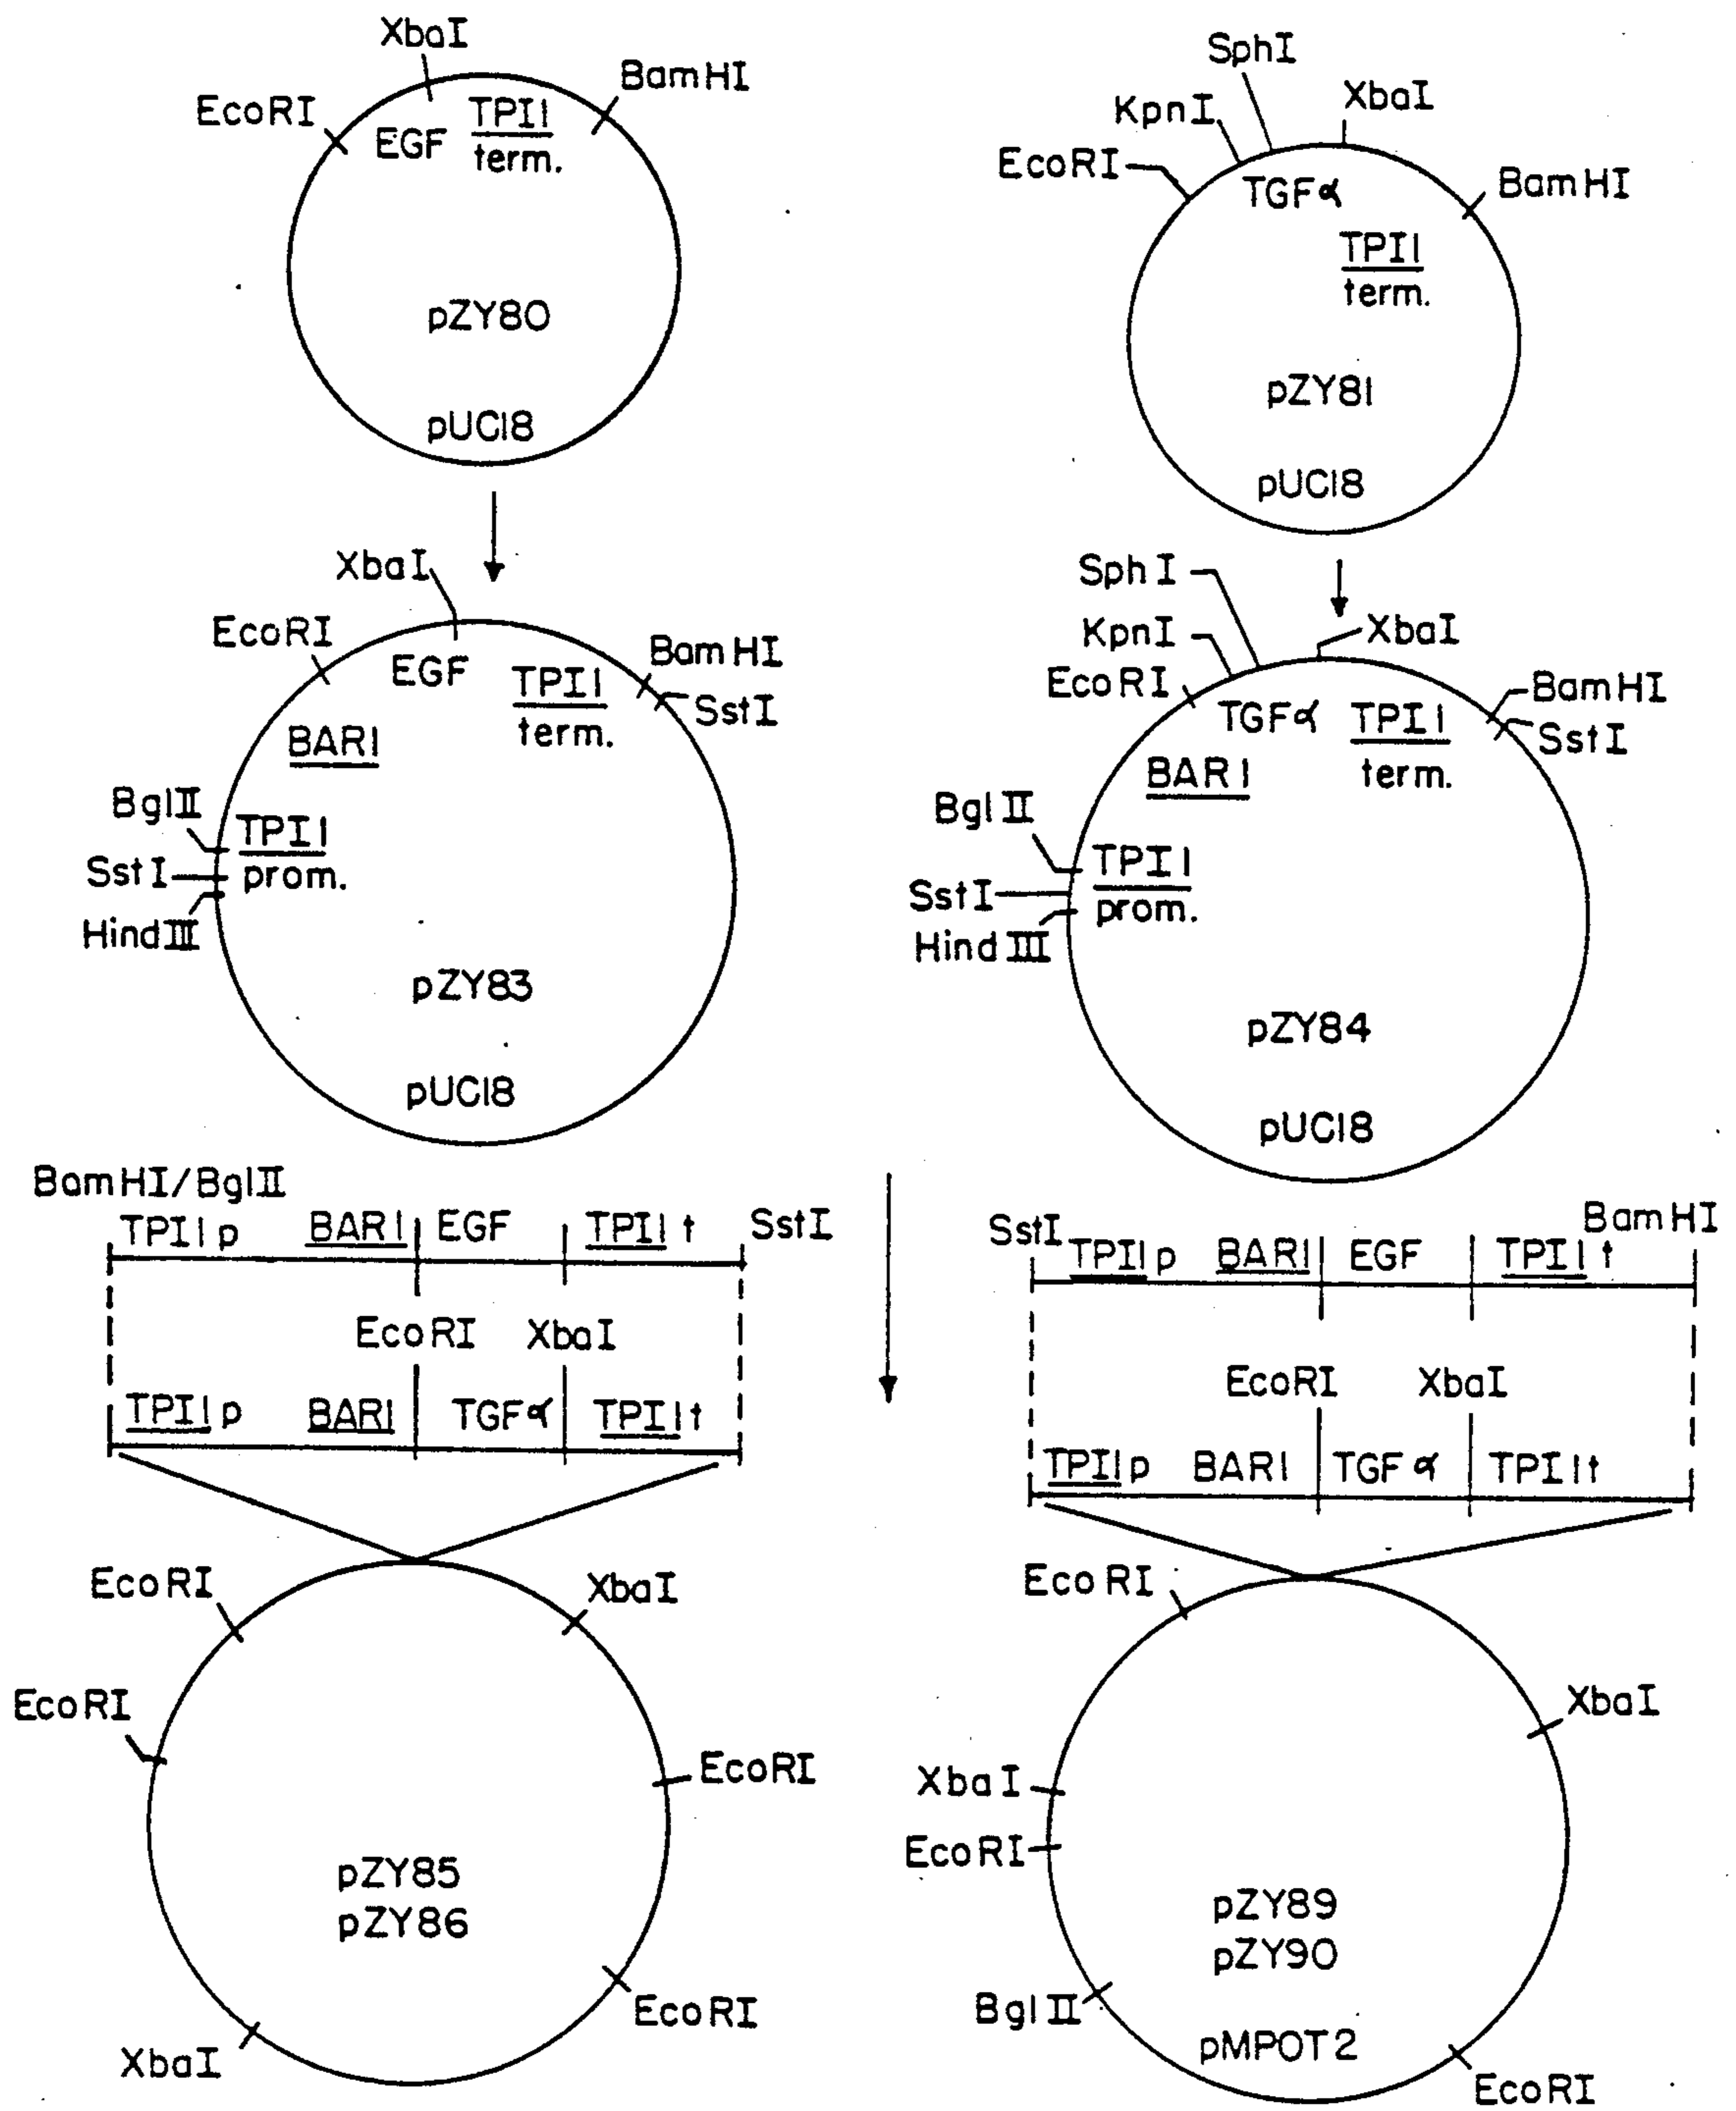 XbaI
EcoRI
BamHI
EGF
TPI1
term.
pZY80
pUC18
SphI
KpnI
XbaI
EcoRI
BamHI
TGFα
TPI1
term.
pZY81
pUC18
XbaI
EcoRI
BamHI
SstI
EGF
TPI1
term.
BAR1
BglII
TPI1
prom.
SstI
HindIII
pZY83
pUC18
SphI
KpnI
XbaI
EcoRI
BamHI
SstI
TGFα
TPI1
term.
BAR1
BglII
TPI1
prom.
SstI
HindIII
pZY84
pUC18
BamHI/BglII
TPI1p BAR1 EGF TPI1t SstI
EcoRI XbaI
TPI1p BAR1 TGFα TPI1t
EcoRI
XbaI
EcoRI
EcoRI
pZY85
pZY86
EcoRI
XbaI
SstI TPI1p BAR1 EGF TPI1t BamHI
EcoRI XbaI
TPI1p BAR1 TGFα TPI1t
EcoRI
XbaI
XbaI
EcoRI
pZY89
pZY90
BglII
pMPOT2
EcoRI